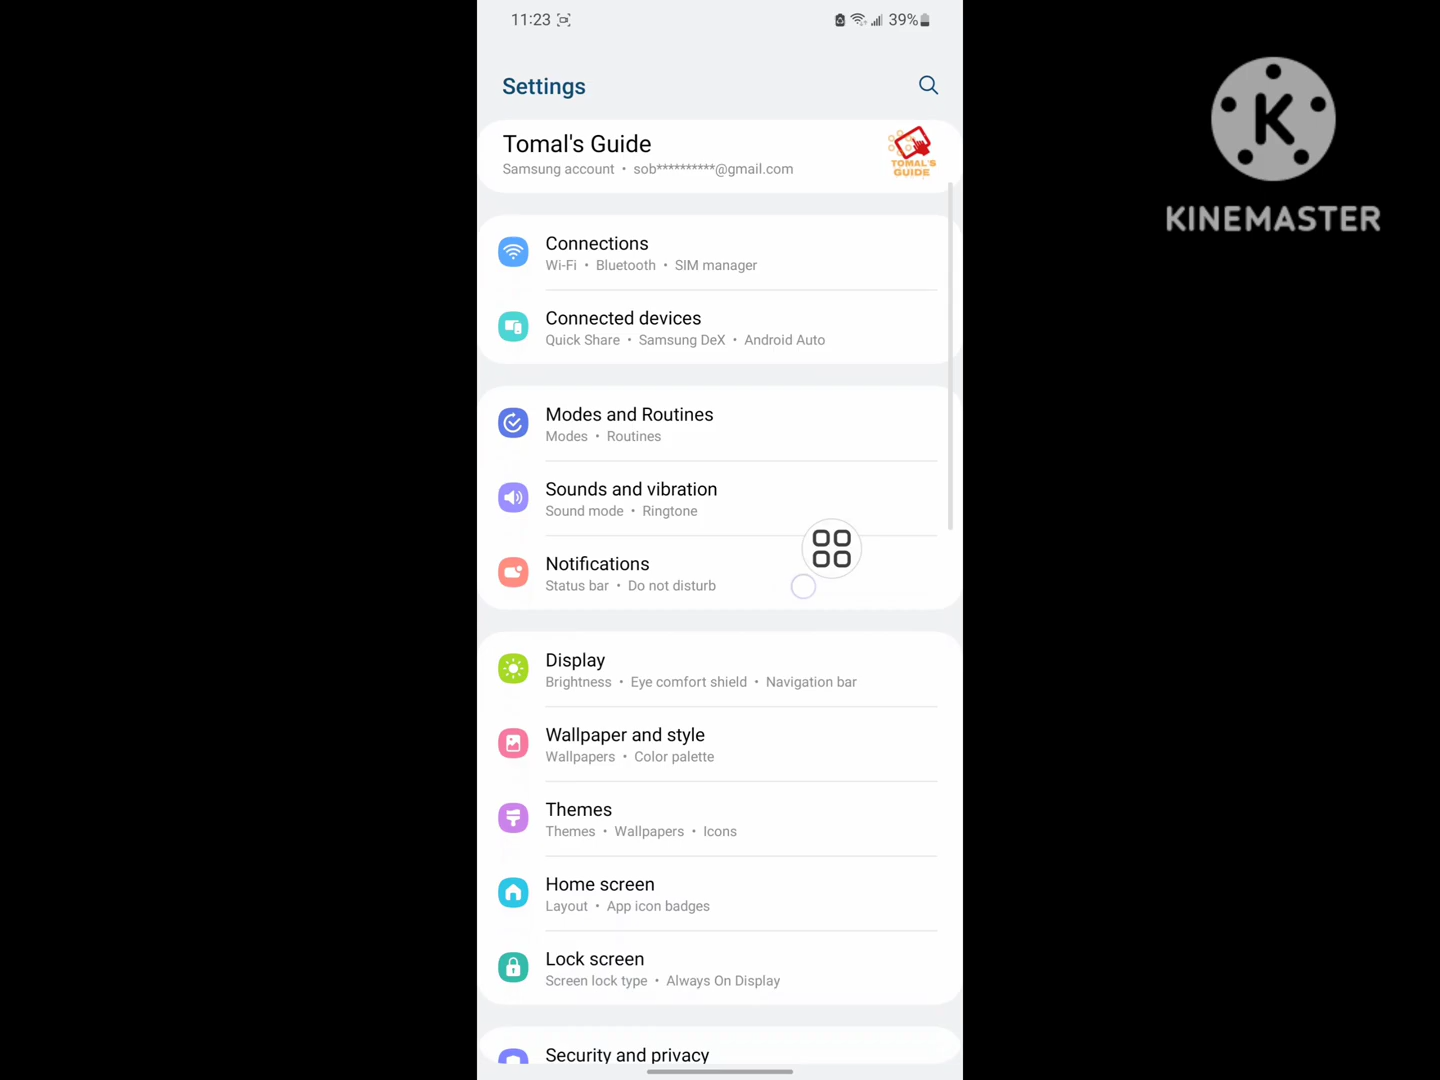 11:23
39%
Settings
Tomal's Guide
Samsung account • sob**********@gmail.com
TOMAL'S
GUIDE
K
KINEMASTER
Connections
Wi-Fi • Bluetooth • SIM manager
Connected devices
Quick Share • Samsung DeX • Android Auto
Modes and Routines
Modes • Routines
Sounds and vibration
Sound mode • Ringtone
Notifications
Status bar • Do not disturb
Display
Brightness • Eye comfort shield • Navigation bar
Wallpaper and style
Wallpapers • Color palette
Themes
Themes • Wallpapers • Icons
Home screen
Layout • App icon badges
Lock screen
Screen lock type • Always On Display
Security and privacy